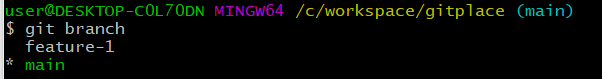 user@DESKTOP-C0L70DN MINGW64 /c/workspace/gitplace (main)
$ git branch
  feature-1
* main